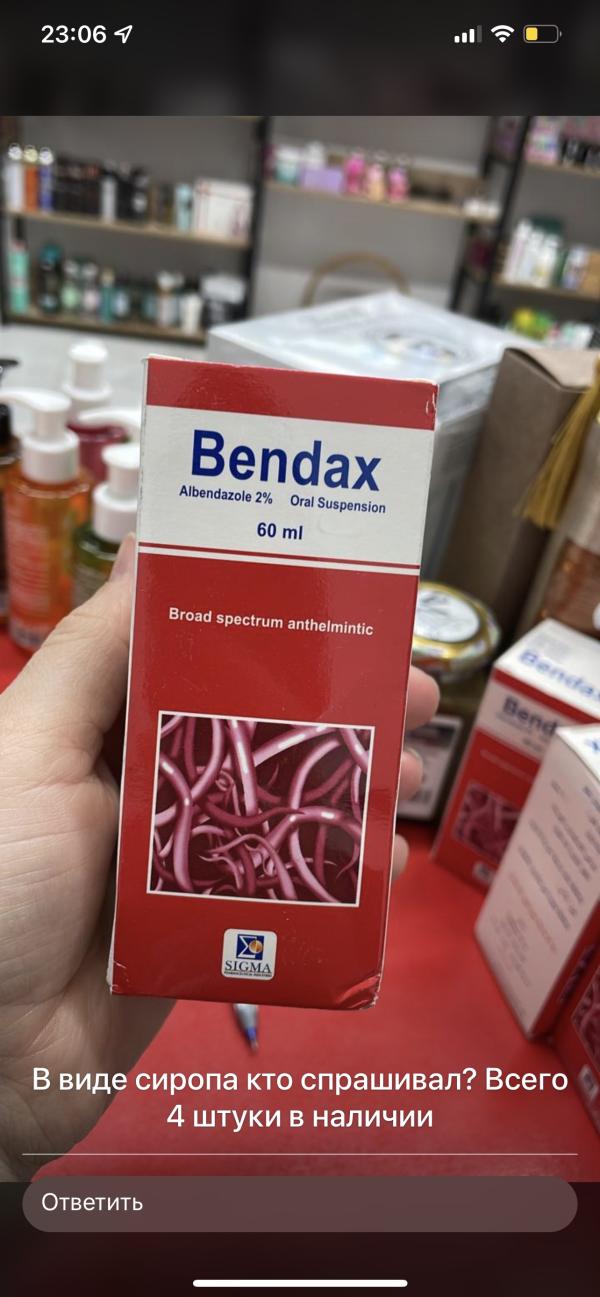 23:06
Bendax
Albendazole 2% Oral Suspension
60 ml
Broad spectrum anthelmintic
SIGMA
Bendax
В виде сиропа кто спрашивал? Всего
4 штуки в наличии
Ответить